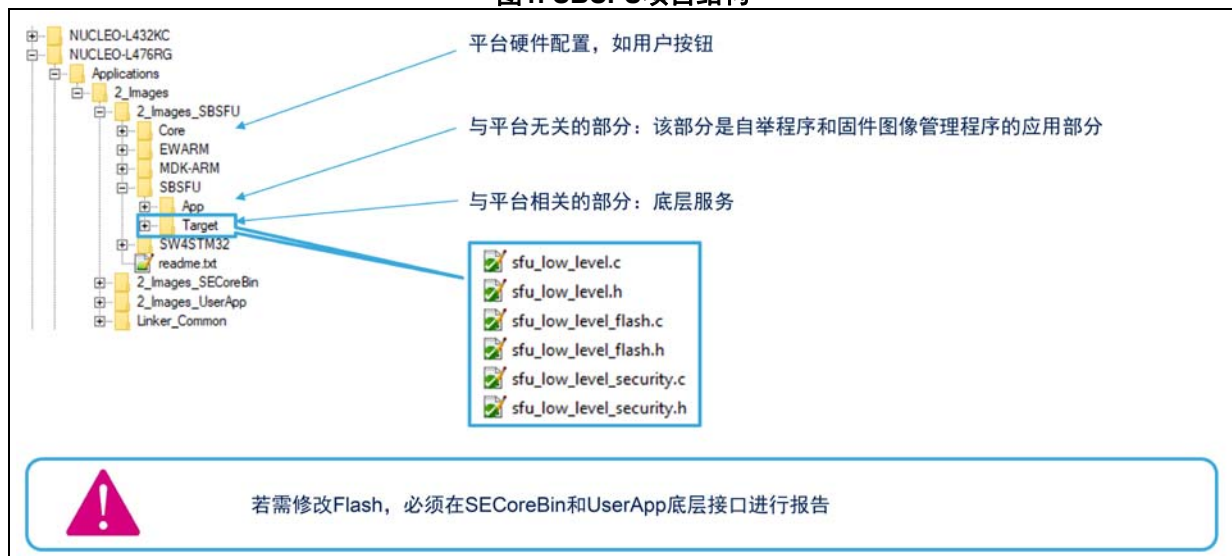 NUCLEO-L432KC
NUCLEO-L476RG
Applications
2_Images
2_Images_SBSFU
Core
EWARM
MDK-ARM
SBSFU
App
Target
SW4STM32
readme.txt
2_Images_SECoreBin
2_Images_UserApp
Linker_Common
平台硬件配置，如用户按钮
与平台无关的部分：该部分是自举程序和固件图像管理程序的应用部分
与平台相关的部分：底层服务
sfu_low_level.c
sfu_low_level.h
sfu_low_level_flash.c
sfu_low_level_flash.h
sfu_low_level_security.c
sfu_low_level_security.h
若需修改Flash，必须在SECoreBin和UserApp底层接口进行报告